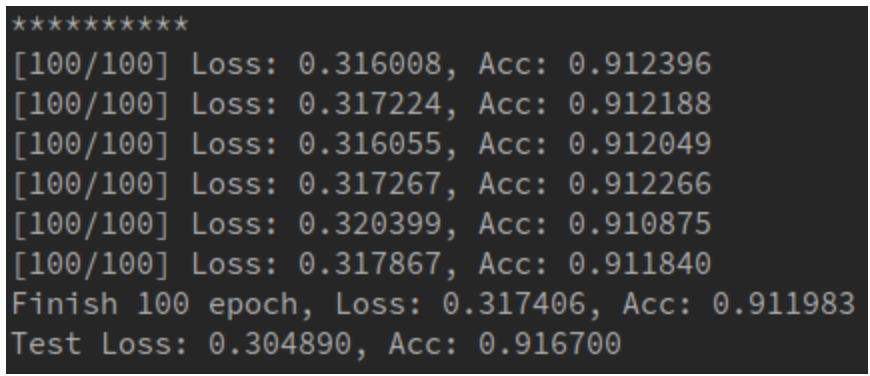 **********
[100/100] Loss: 0.316008, Acc: 0.912396
[100/100] Loss: 0.317224, Acc: 0.912188
[100/100] Loss: 0.316055, Acc: 0.912049
[100/100] Loss: 0.317267, Acc: 0.912266
[100/100] Loss: 0.320399, Acc: 0.910875
[100/100] Loss: 0.317867, Acc: 0.911840
Finish 100 epoch, Loss: 0.317406, Acc: 0.911983
Test Loss: 0.304890, Acc: 0.916700